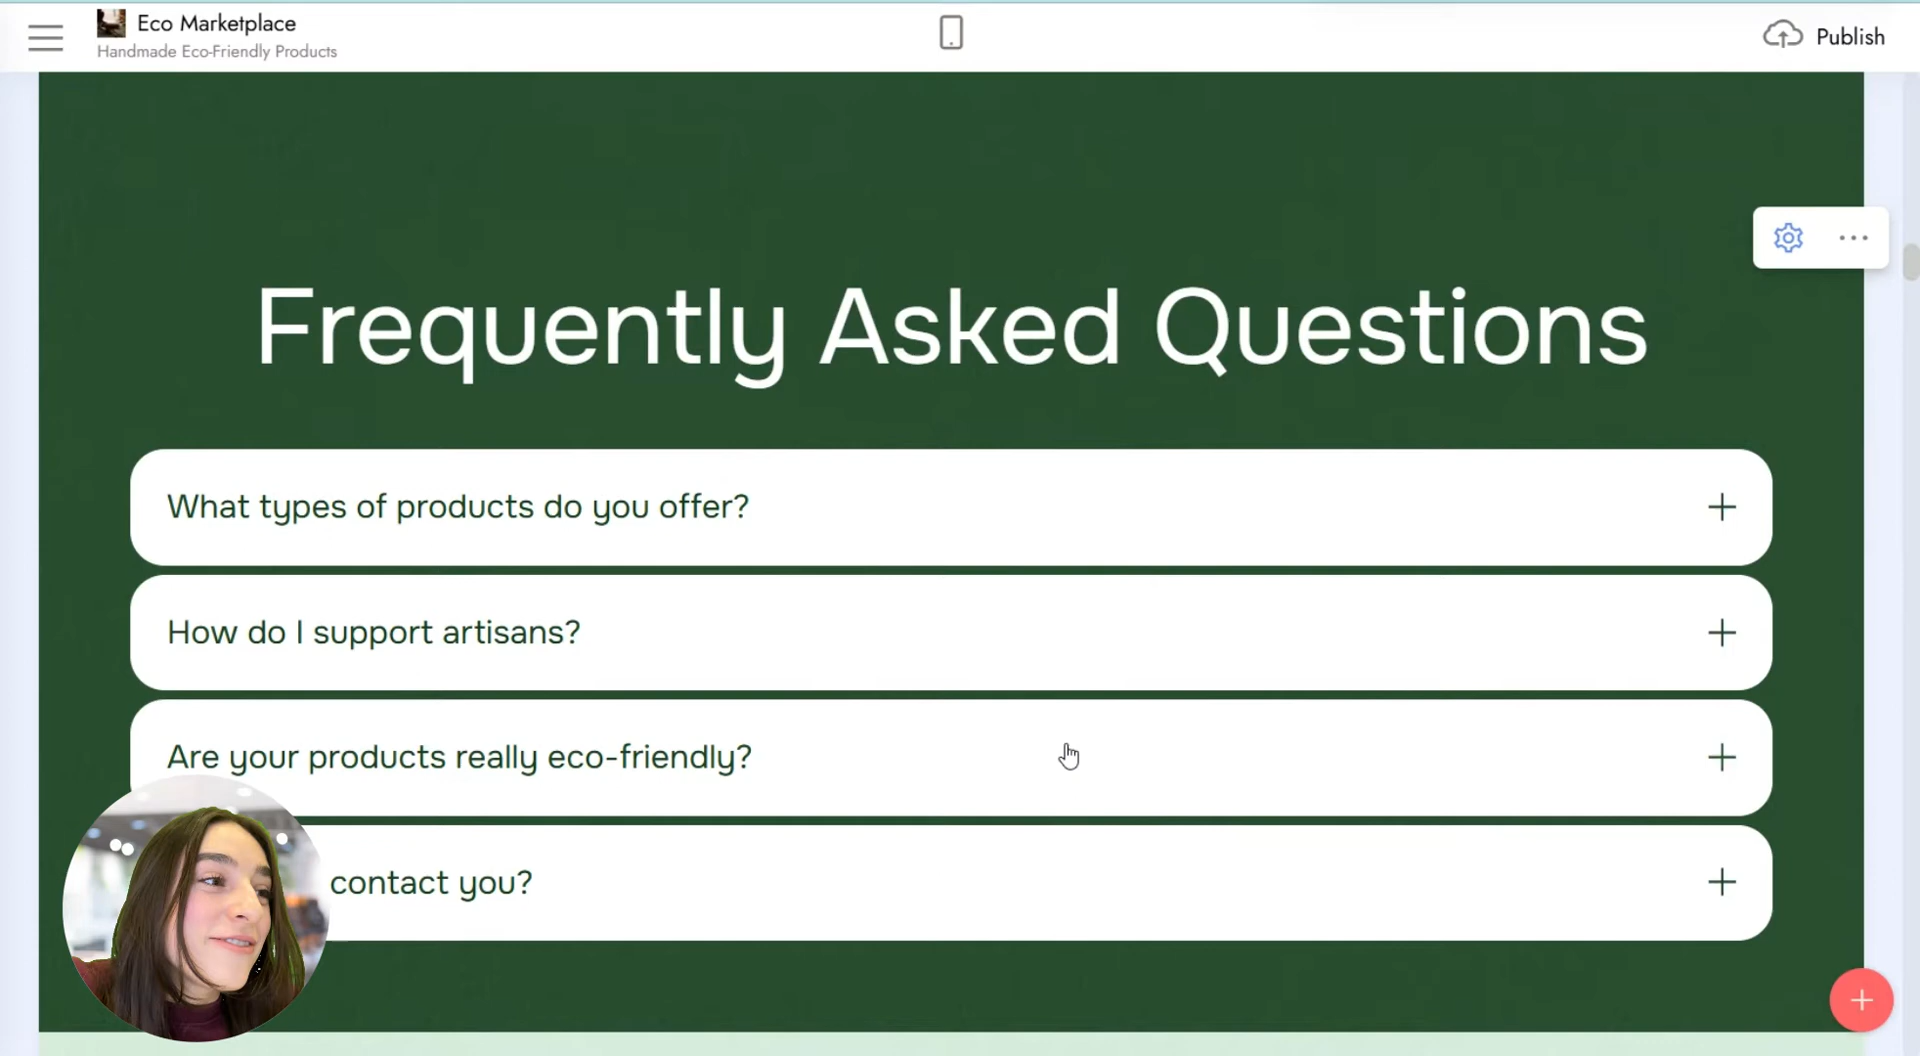 Eco Marketplace
Handmade Eco-Friendly Products
Publish
Frequently Asked Questions
What types of products do you offer?
How do I support artisans?
Are your products really eco-friendly?
contact you?